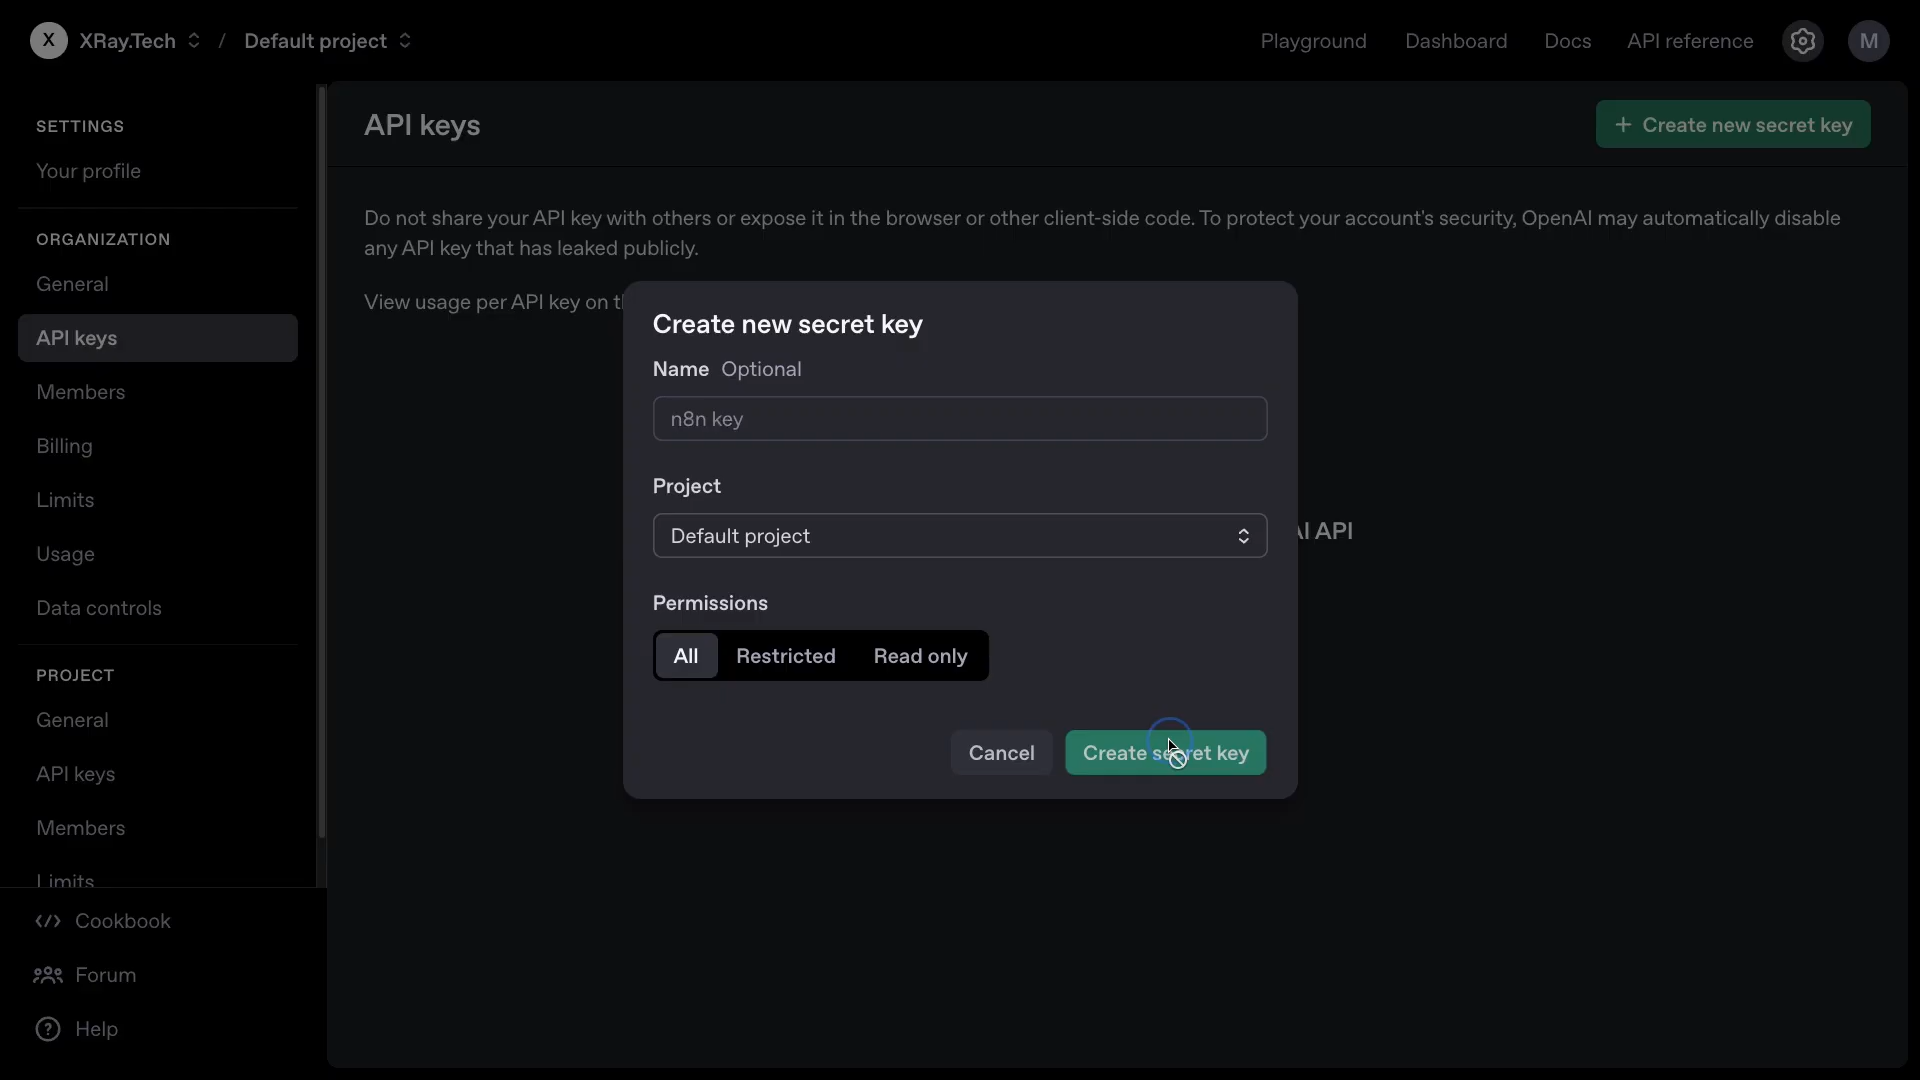 X XRay.Tech / Default project
Playground Dashboard Docs API reference M
SETTINGS
Your profile
ORGANIZATION
General
API keys
Members
Billing
Limits
Usage
Data controls
PROJECT
General
API keys
Members
Limits
Cookbook
Forum
Help
API keys
+ Create new secret key
Do not share your API key with others or expose it in the browser or other client-side code. To protect your account's security, OpenAI may automatically disable
any API key that has leaked publicly.
View usage per API key on t
AI API
Create new secret key
Name Optional
n8n key
Project
Default project
Permissions
All Restricted Read only
Cancel Create secret key